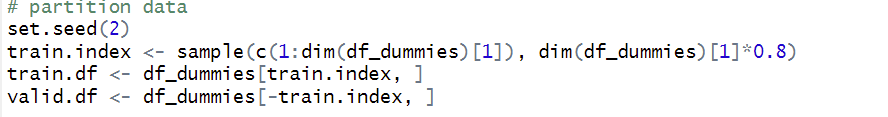 # partition data
set.seed(2)
train.index <- sample(c(1:dim(df_dummies)[1]), dim(df_dummies)[1]*0.8)
train.df <- df_dummies[train.index, ]
valid.df <- df_dummies[-train.index, ]